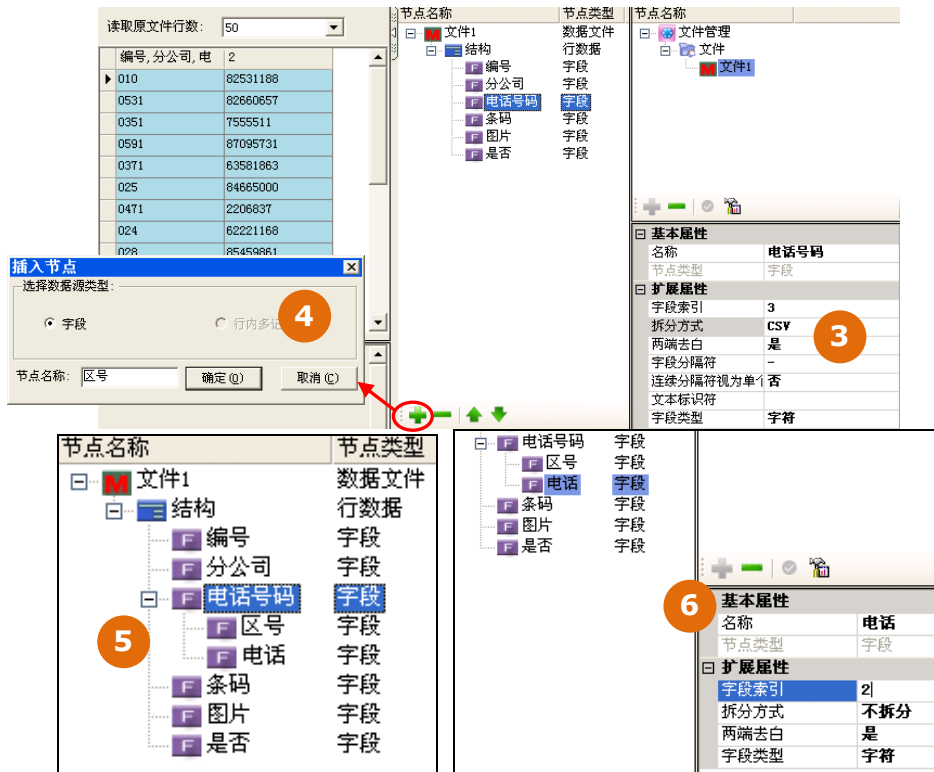 读取原文件行数: 50
编号,分公司,电 2
010 82531188
0531 82660657
0351 7555511
0591 87095731
0371 63581863
025 84665000
0471 2206837
024 62221168
028 85459861
节点名称 节点类型
文件1 数据文件
结构 行数据
F 编号 字段
F 分公司 字段
F 电话号码 字段
F 条码 字段
F 图片 字段
F 是否 字段
节点名称
文件管理
文件
M 文件1
基本属性
名称 电话号码
节点类型 字段
扩展属性
字段索引 3
拆分方式 CSV
两端去白 是
字段分隔符 -
连续分隔符视为单个 否
文本标识符
字段类型 字符
3
插入节点
选择数据源类型:
字段 行内多记
4
节点名称: 区号 确定(O) 取消(C)
节点名称 节点类型
M 文件1 数据文件
结构 行数据
F 编号 字段
F 分公司 字段
F 电话号码 字段
F 区号 字段
F 电话 字段
F 条码 字段
F 图片 字段
F 是否 字段
5
F 电话号码 字段
F 区号 字段
F 电话 字段
F 条码 字段
F 图片 字段
F 是否 字段
6
基本属性
名称 电话
节点类型 字段
扩展属性
字段索引 2
拆分方式 不拆分
两端去白 是
字段类型 字符